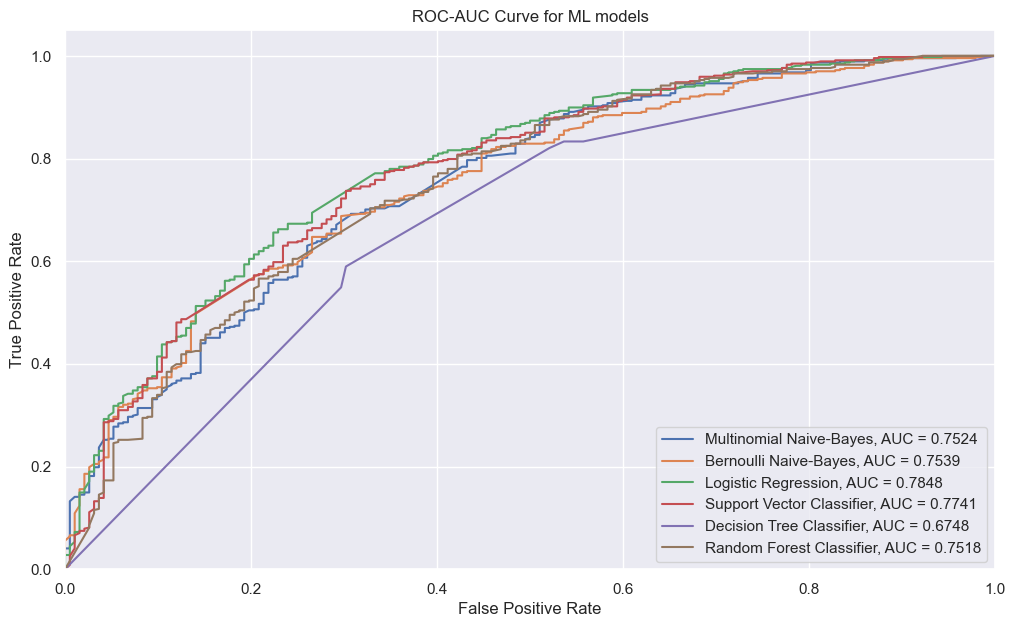 ROC-AUC Curve for ML models
True Positive Rate
1.0
0.8
0.6
0.4
0.2
0.0
Multinomial Naive-Bayes, AUC = 0.7524
Bernoulli Naive-Bayes, AUC = 0.7539
Logistic Regression, AUC = 0.7848
Support Vector Classifier, AUC = 0.7741
Decision Tree Classifier, AUC = 0.6748
Random Forest Classifier, AUC = 0.7518
0.0 0.2 0.4 0.6 0.8 1.0
False Positive Rate